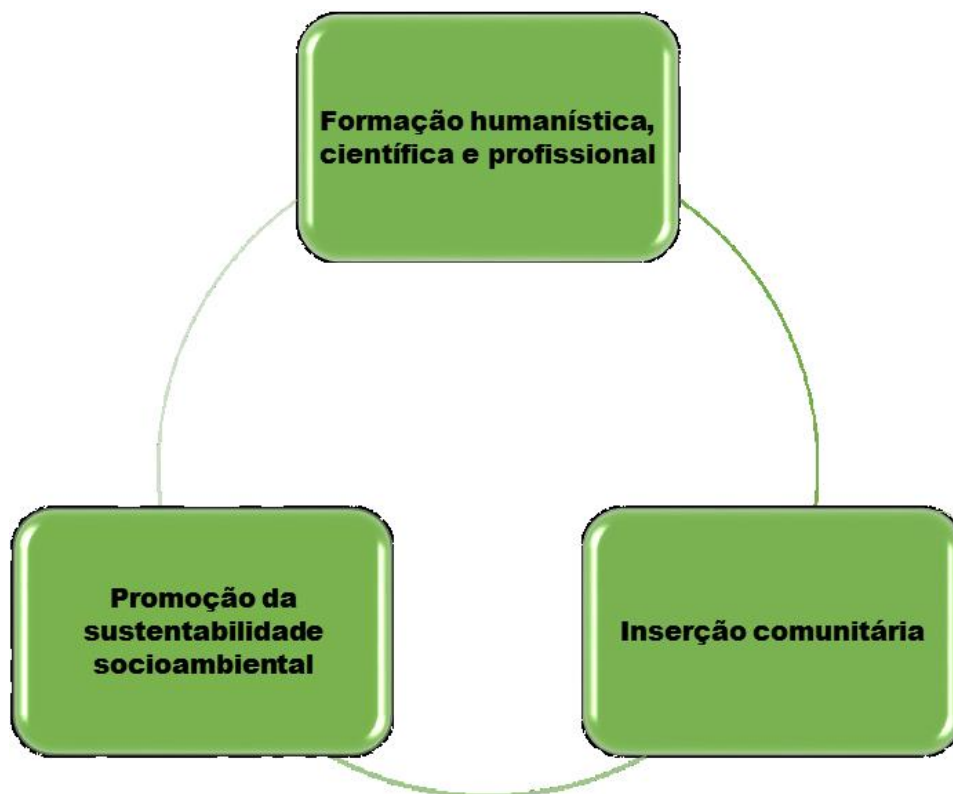 Formação humanística,
científica e profissional
Promoção da
sustentabilidade
socioambiental
Inserção comunitária